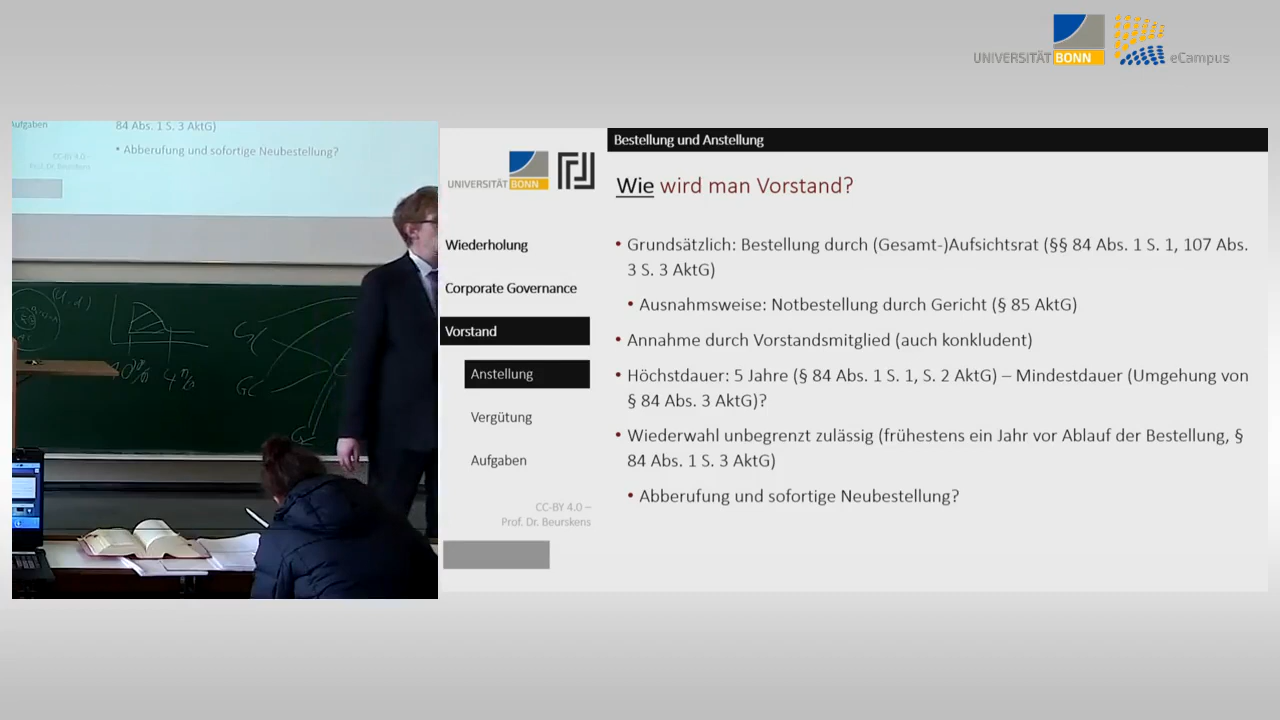 UNIVERSITÄT BONN eCampus
Aufgaben
84 Abs. 1 S. 3 AktG)
• Abberufung und sofortige Neubestellung?
CC-BY 4.0 –
Prof. Dr. Beurskens
10%
4%
UNIVERSITÄT BONN
Wiederholung
Corporate Governance
Vorstand
Anstellung
Vergütung
Aufgaben
CC-BY 4.0 –
Prof. Dr. Beurskens
Bestellung und Anstellung
Wie wird man Vorstand?
• Grundsätzlich: Bestellung durch (Gesamt-)Aufsichtsrat (§§ 84 Abs. 1 S. 1, 107 Abs.
3 S. 3 AktG)
• Ausnahmsweise: Notbestellung durch Gericht (§ 85 AktG)
• Annahme durch Vorstandsmitglied (auch konkludent)
• Höchstdauer: 5 Jahre (§ 84 Abs. 1 S. 1, S. 2 AktG) – Mindestdauer (Umgehung von
§ 84 Abs. 3 AktG)?
• Wiederwahl unbegrenzt zulässig (frühestens ein Jahr vor Ablauf der Bestellung, §
84 Abs. 1 S. 3 AktG)
• Abberufung und sofortige Neubestellung?